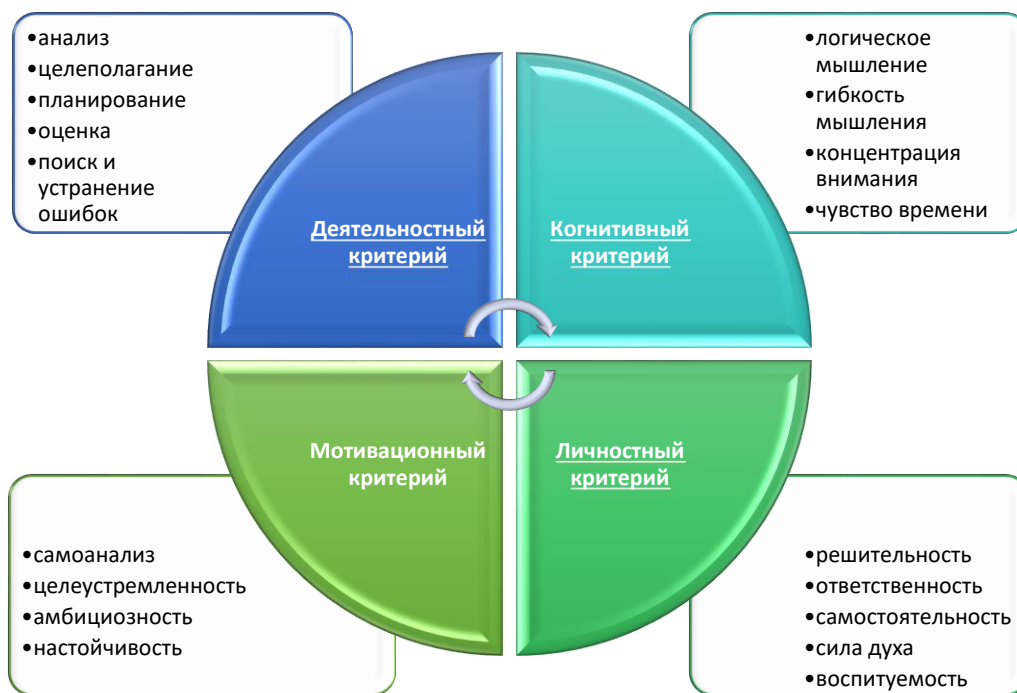 •анализ
•целеполагание
•планирование
•оценка
•поиск и
устранение
ошибок
•логическое
мышление
•гибкость
мышления
•концентрация
внимания
•чувство времени
Деятельностный
критерий
Когнитивный
критерий
Мотивационный
критерий
Личностный
критерий
•самоанализ
•целеустремленность
•амбициозность
•настойчивость
•решительность
•ответственность
•самостоятельность
•сила духа
•воспитуемость